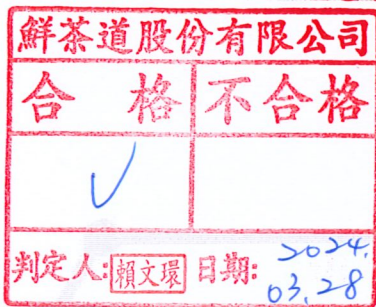 鮮茶道股份有限公司
合 格 不合格
✓
判定人:賴文環 日期:2024.
03.28